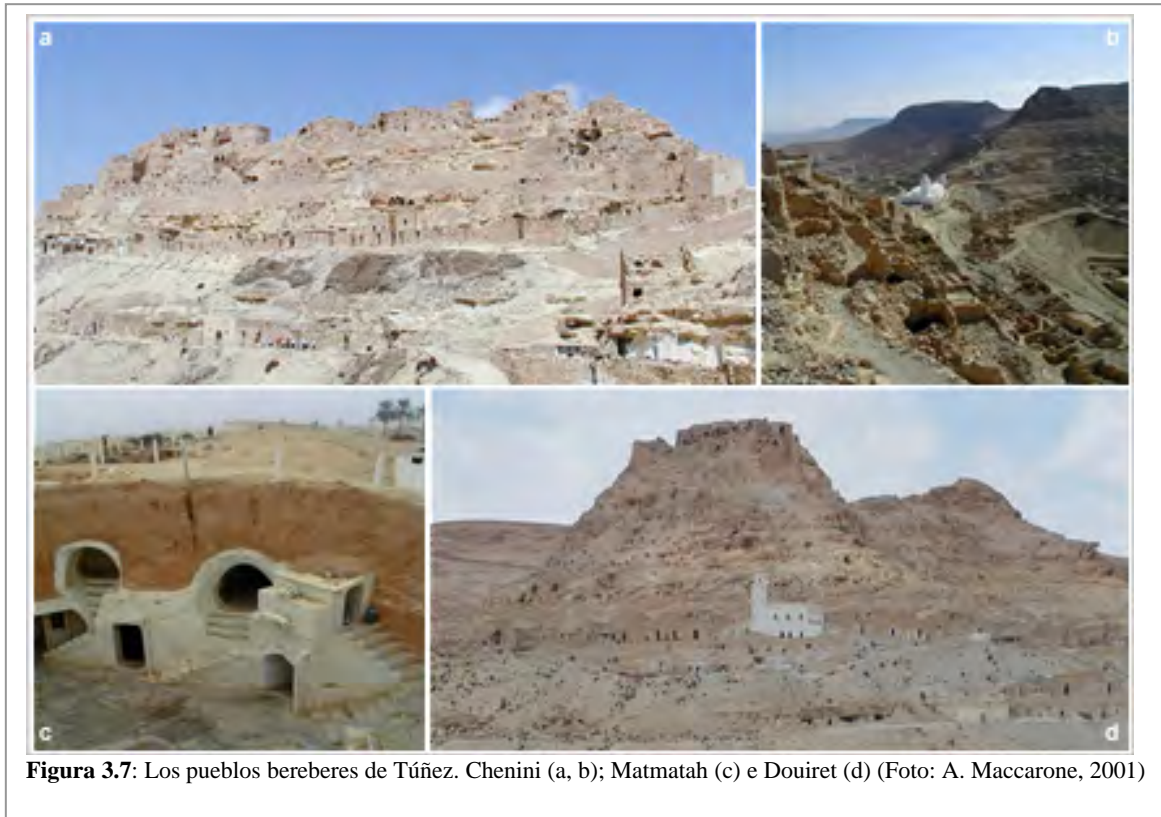 a
b
c
d
Figura 3.7: Los pueblos bereberes de Túñez. Chenini (a, b); Matmatah (c) e Douiret (d) (Foto: A. Maccarone, 2001)